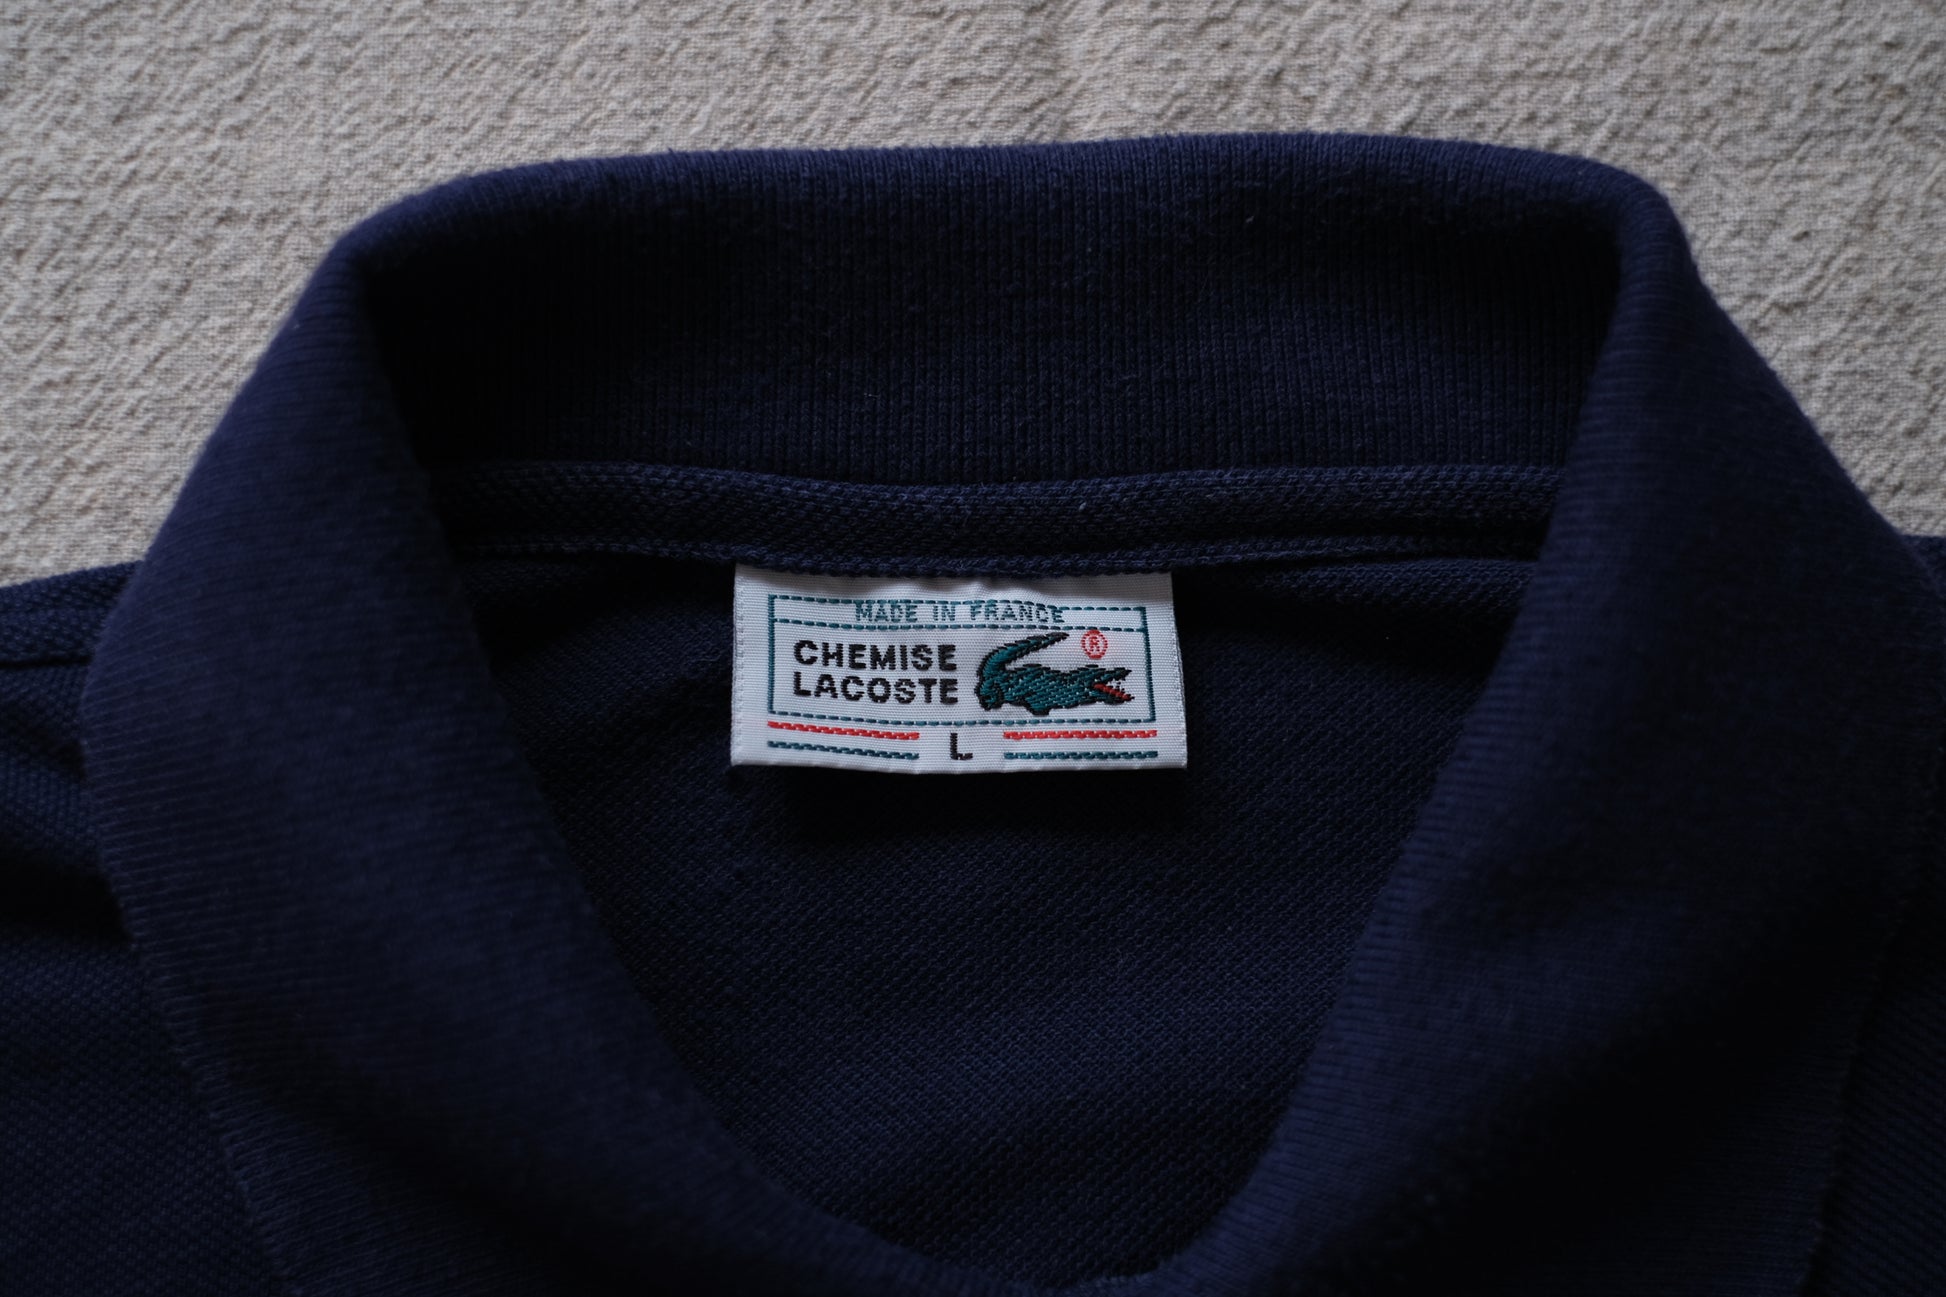 MADE IN FRANCE
CHEMISE
LACOSTE
®
L